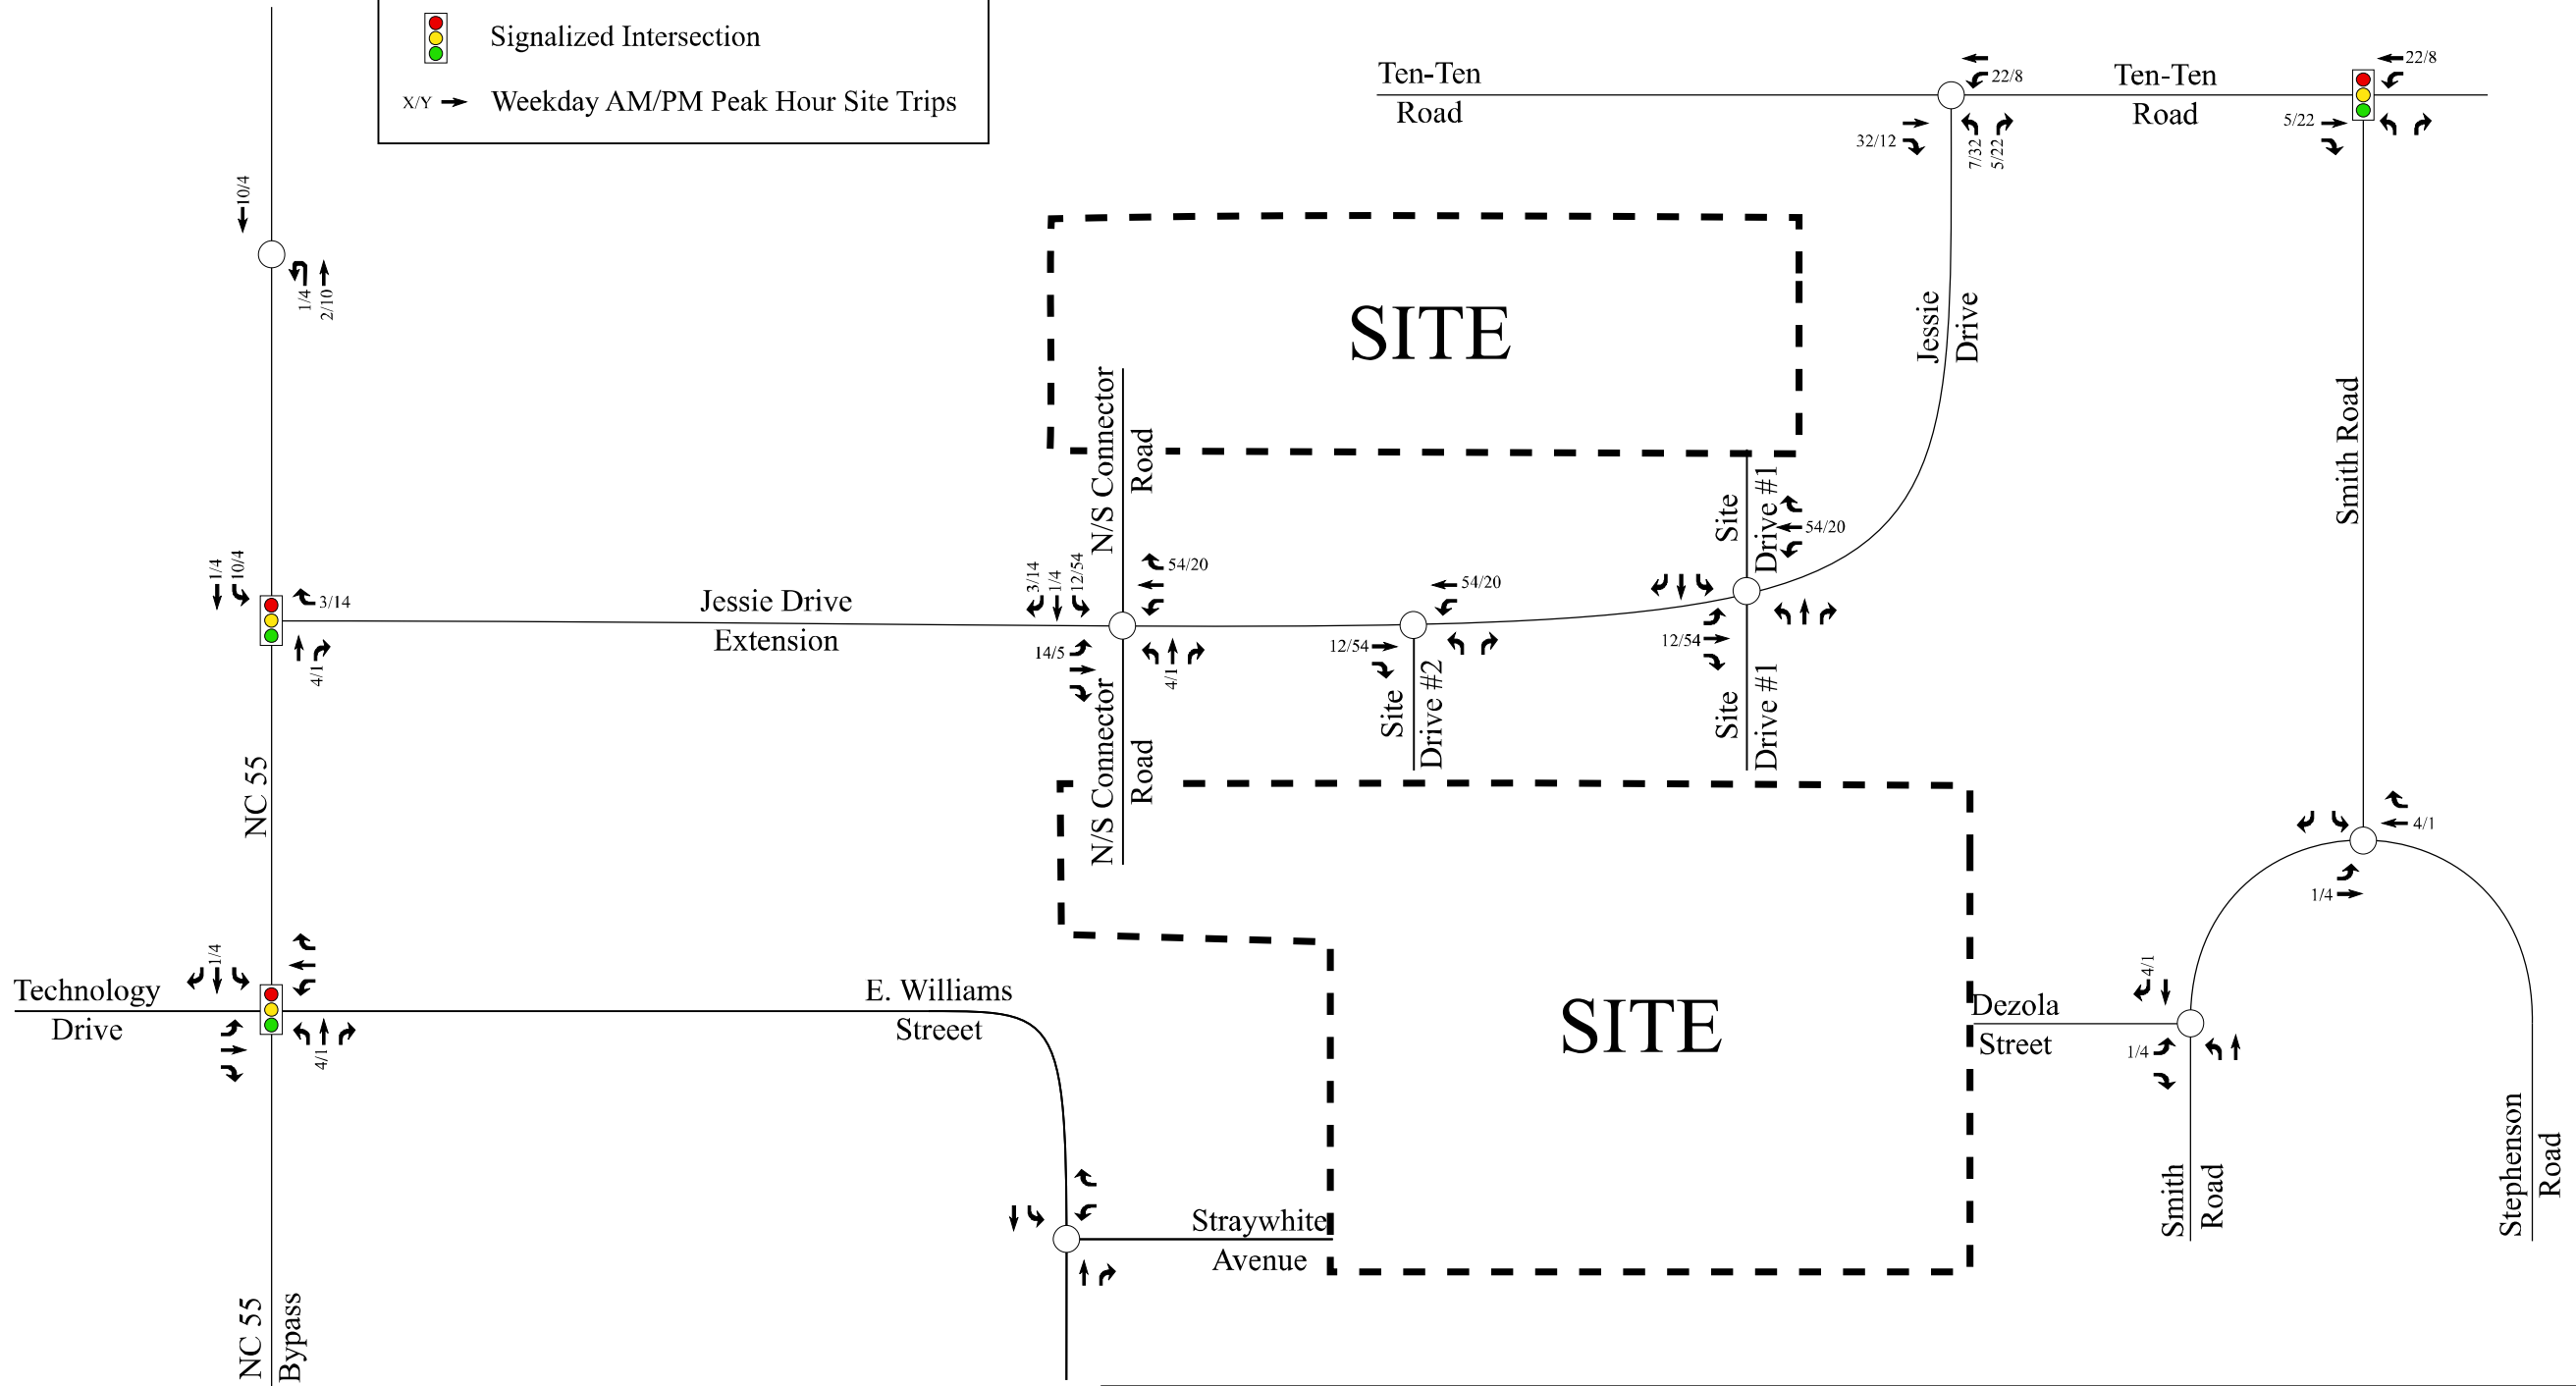 Signalized Intersection
X/Y Weekday AM/PM Peak Hour Site Trips
Ten-Ten
Road
22/8
Ten-Ten
Road
22/8
32/12
7/32
5/22
5/22
10/4
1/4
2/10
SITE
Jessie
Drive
Smith Road
N/S Connector
Road
Site
Drive #1
54/20
1/4
10/4
3/14
4/1
Jessie Drive
Extension
3/14
1/4
12/54
54/20
14/5
4/1
54/20
12/54
12/54
Site
Drive #2
Site
Drive #1
N/S Connector
Road
NC 55
4/1
1/4
1/4
Technology
Drive
4/1
E. Williams
Streeet
SITE
Dezola
Street
4/1
1/4
Straywhite
Avenue
Smith
Road
Stephenson
Road
NC 55
Bypass